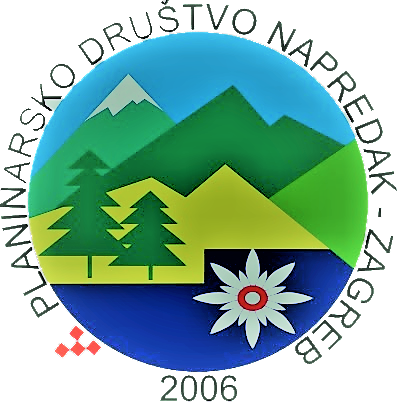 PLANINARSKO DRUŠTVO NAPREDAK - ZAGREB
2006